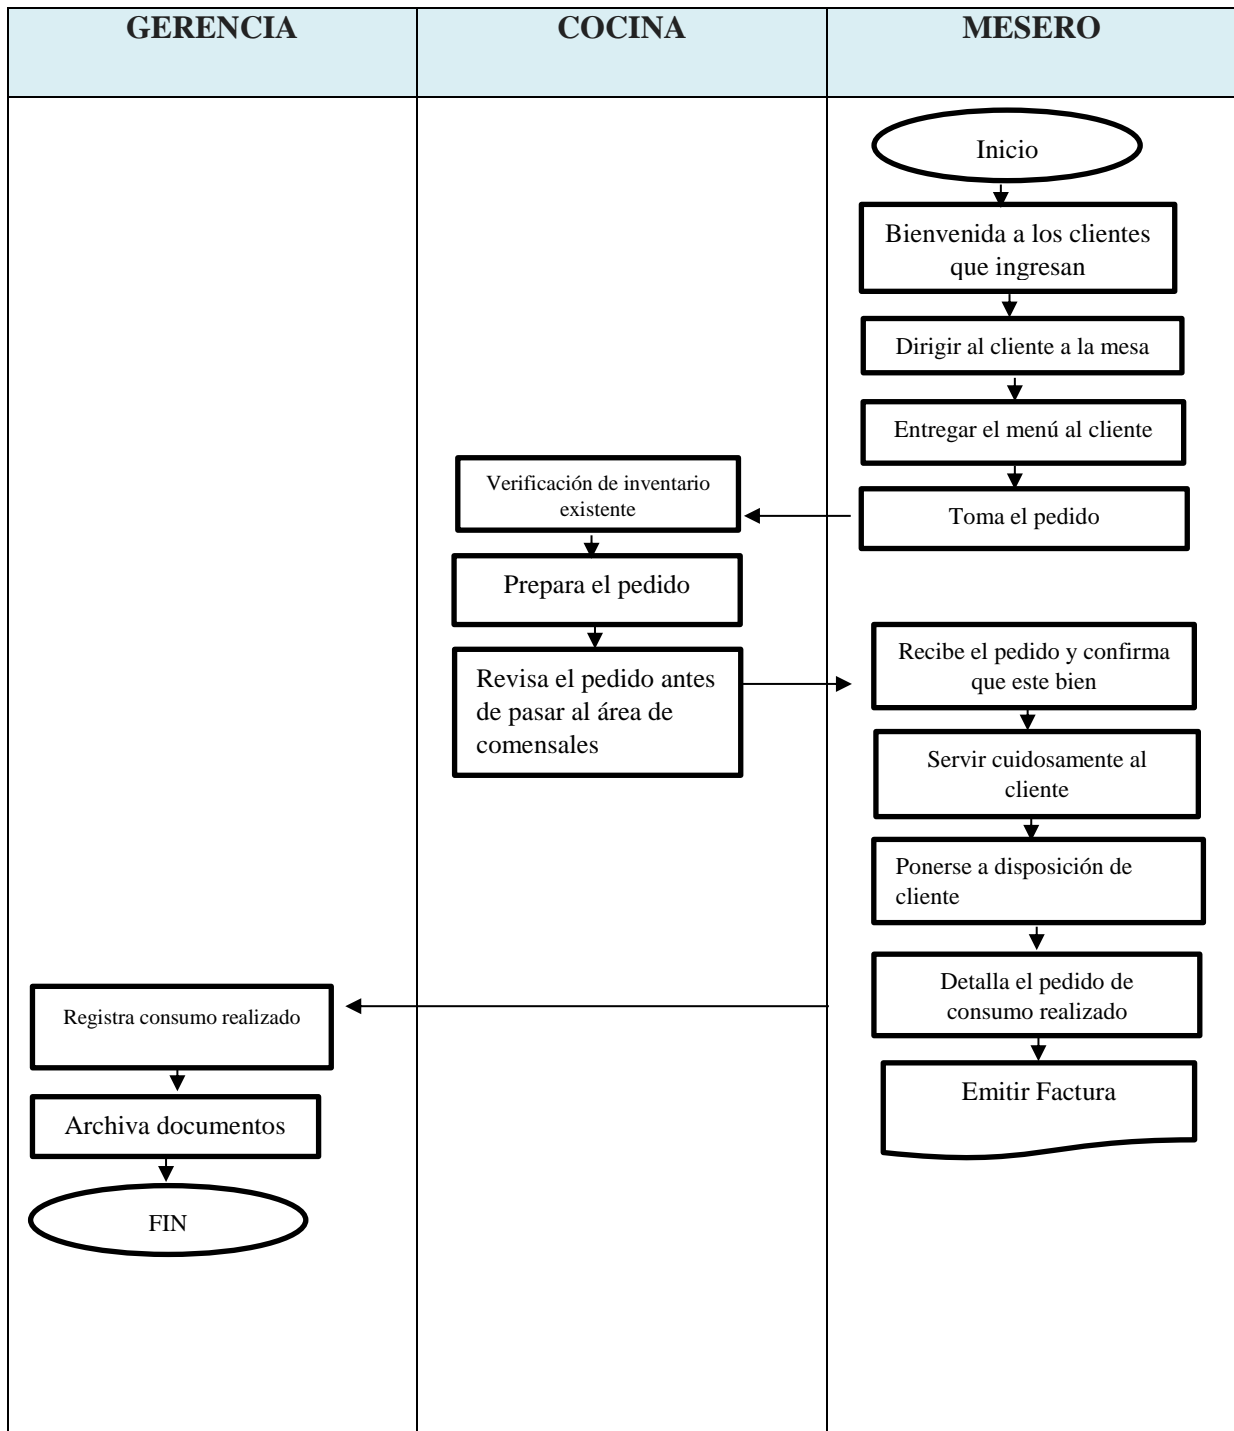 GERENCIA
COCINA
MESERO
Inicio
Bienvenida a los clientes
que ingresan
Dirigir al cliente a la mesa
Entregar el menú al cliente
Toma el pedido
Verificación de inventario
existente
Prepara el pedido
Revisa el pedido antes
de pasar al área de
comensales
Recibe el pedido y confirma
que este bien
Servir cuidosamente al
cliente
Ponerse a disposición de
cliente
Detalla el pedido de
consumo realizado
Emitir Factura
Registra consumo realizado
Archiva documentos
FIN